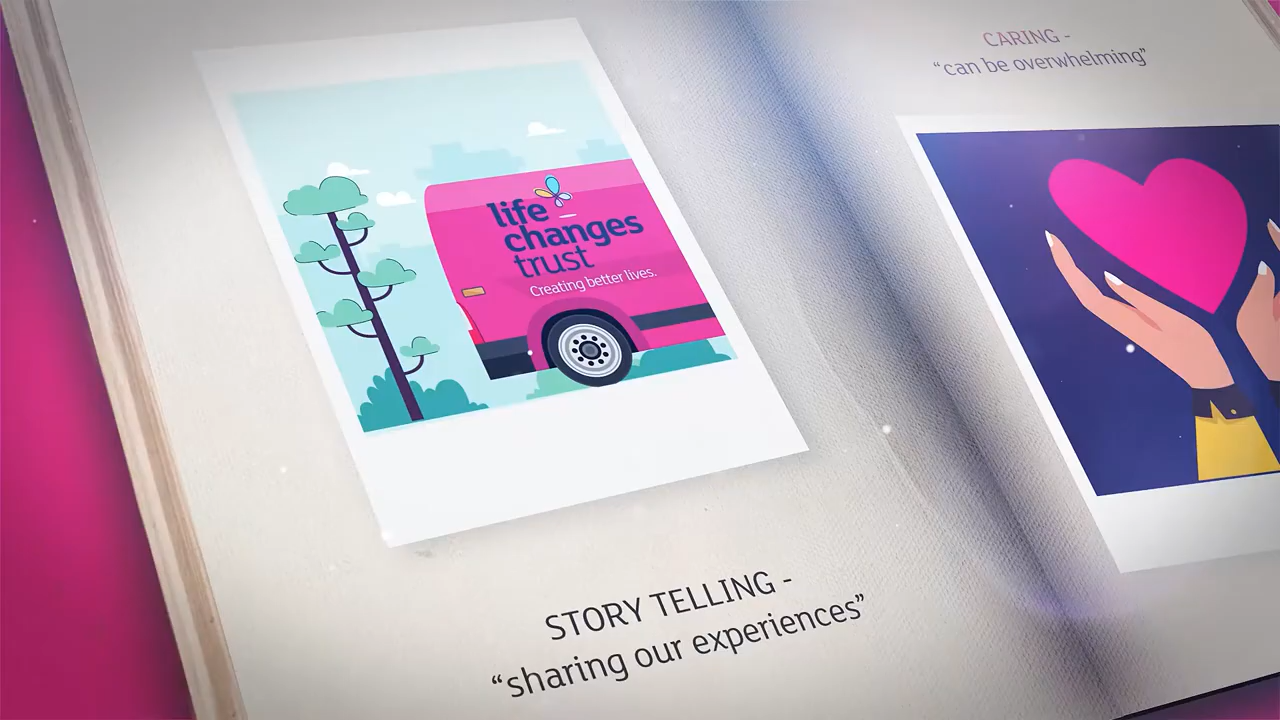 life
changes
trust
Creating better lives.
STORY TELLING -
“sharing our experiences”
CARING -
“can be overwhelming”